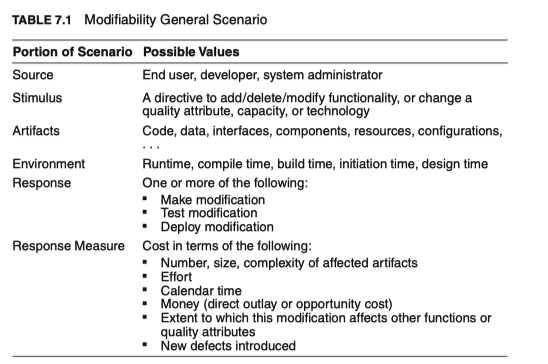 TABLE 7.1 Modifiability General Scenario
Portion of Scenario Possible Values
Source End user, developer, system administrator
Stimulus A directive to add/delete/modify functionality, or change a
quality attribute, capacity, or technology
Artifacts Code, data, interfaces, components, resources, configurations,
. . .
Environment Runtime, compile time, build time, initiation time, design time
Response One or more of the following:
▪ Make modification
▪ Test modification
▪ Deploy modification
Response Measure Cost in terms of the following:
▪ Number, size, complexity of affected artifacts
▪ Effort
▪ Calendar time
▪ Money (direct outlay or opportunity cost)
▪ Extent to which this modification affects other functions or
quality attributes
▪ New defects introduced